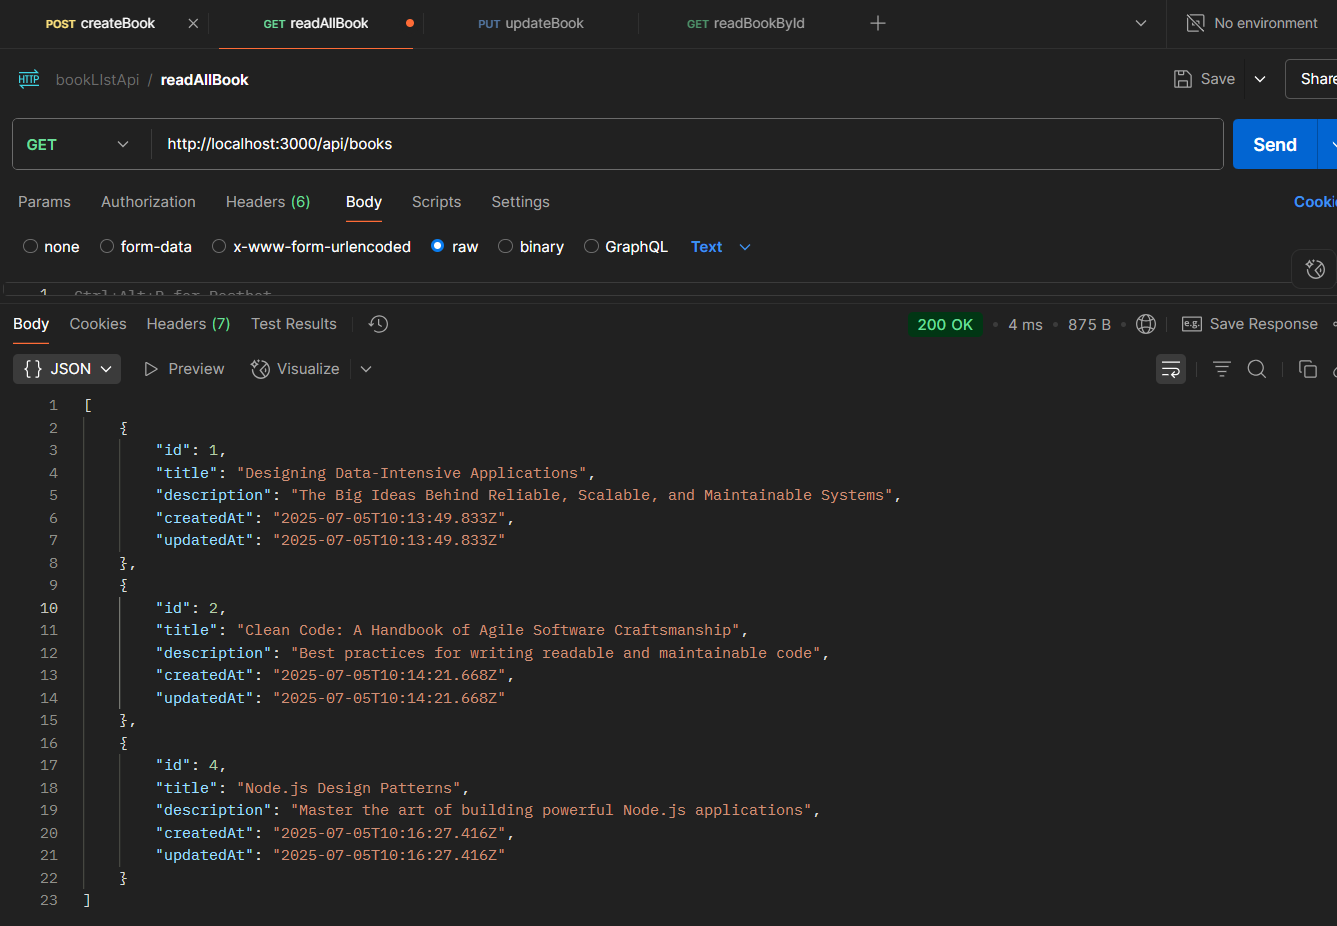 POST createBook
GET readAllBook
PUT updateBook
GET readBookById
No environment
HTTP
bookLIstApi / readAllBook
Save
Share
GET
http://localhost:3000/api/books
Send
Params Authorization Headers (6) Body Scripts Settings
none form-data x-www-form-urlencoded raw binary GraphQL Text
1 Ctrl+Alt+P for Postbot
Body Cookies Headers (7) Test Results
200 OK • 4 ms • 875 B •
e.g. Save Response
{} JSON Preview Visualize
1 [
2 {
3 "id": 1,
4 "title": "Designing Data-Intensive Applications",
5 "description": "The Big Ideas Behind Reliable, Scalable, and Maintainable Systems",
6 "createdAt": "2025-07-05T10:13:49.833Z",
7 "updatedAt": "2025-07-05T10:13:49.833Z"
8 },
9 {
10 "id": 2,
11 "title": "Clean Code: A Handbook of Agile Software Craftsmanship",
12 "description": "Best practices for writing readable and maintainable code",
13 "createdAt": "2025-07-05T10:14:21.668Z",
14 "updatedAt": "2025-07-05T10:14:21.668Z"
15 },
16 {
17 "id": 4,
18 "title": "Node.js Design Patterns",
19 "description": "Master the art of building powerful Node.js applications",
20 "createdAt": "2025-07-05T10:16:27.416Z",
21 "updatedAt": "2025-07-05T10:16:27.416Z"
22 }
23 ]